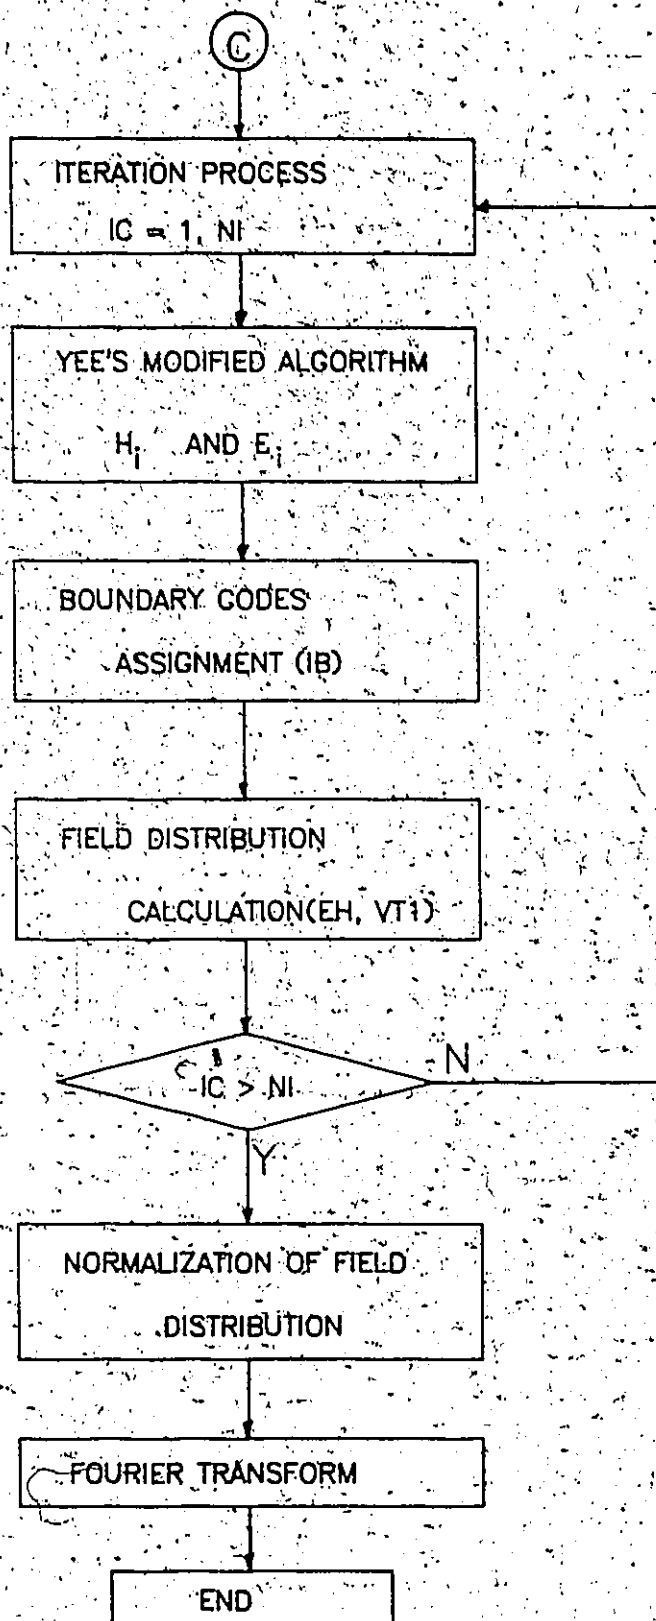 C
ITERATION PROCESS
IC = 1, NI
YEE'S MODIFIED ALGORITHM
Hi AND Ei
BOUNDARY CODES
ASSIGNMENT (IB)
FIELD DISTRIBUTION
CALCULATION(EH, VT1)
IC > NI
N
Y
NORMALIZATION OF FIELD
DISTRIBUTION
FOURIER TRANSFORM
END